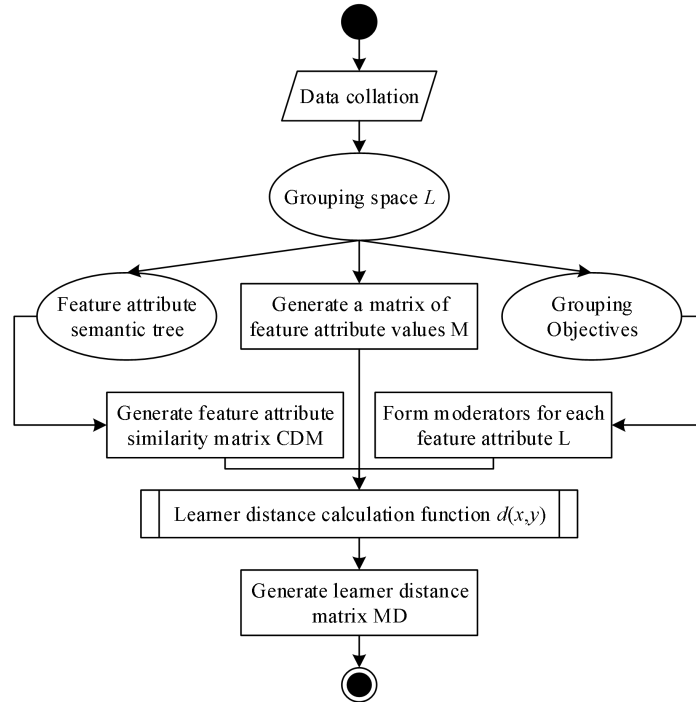 Data collation
Grouping space L
Feature attribute
semantic tree
Generate a matrix of
feature attribute values M
Grouping
Objectives
Generate feature attribute
similarity matrix CDM
Form moderators for each
feature attribute L
Learner distance calculation function d(x,y)
Generate learner distance
matrix MD